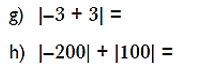 g) |−3 + 3| =
h) |−200| + |100| =